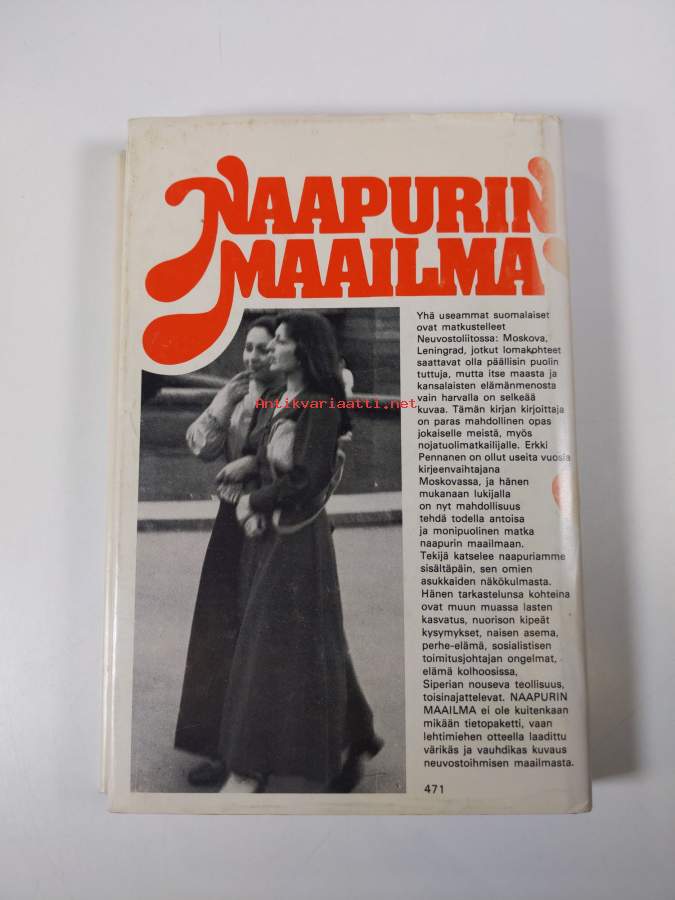 NAAPURIN
MAAILMA
Yhä useammat suomalaiset
ovat matkustelleet
Neuvostoliitossa: Moskova,
Leningrad, jotkut lomakohteet
saattavat olla päällisin puolin
tuttuja, mutta itse maasta ja
kansalaisten elämänmenosta
vain harvalla on selkeää
kuvaa. Tämän kirjan kirjoittaja
on paras mahdollinen opas
jokaiselle meistä, myös
nojatuolimatkailijalle. Erkki
Pennanen on ollut useita vuosia
kirjeenvaihtajana
Moskovassa, ja hänen
mukanaan lukijalla
on nyt mahdollisuus
tehdä todella antoisa
ja monipuolinen matka
naapurin maailmaan.
Tekijä katselee naapuriamme
sisältäpäin, sen omien
asukkaiden näkökulmasta.
Hänen tarkastelunsa kohteina
ovat muun muassa lasten
kasvatus, nuorison kipeät
kysymykset, naisen asema,
perhe-elämä, sosialistisen
toimitusjohtajan ongelmat,
elämä kolhoosissa,
Siperian nouseva teollisuus,
toisinajattelevat. NAAPURIN
MAAILMA ei ole kuitenkaan
mikään tietopaketti, vaan
lehtimiehen otteella laadittu
värikäs ja vauhdikas kuvaus
neuvostoihmisen maailmasta.
471
Antikvariaatti.net